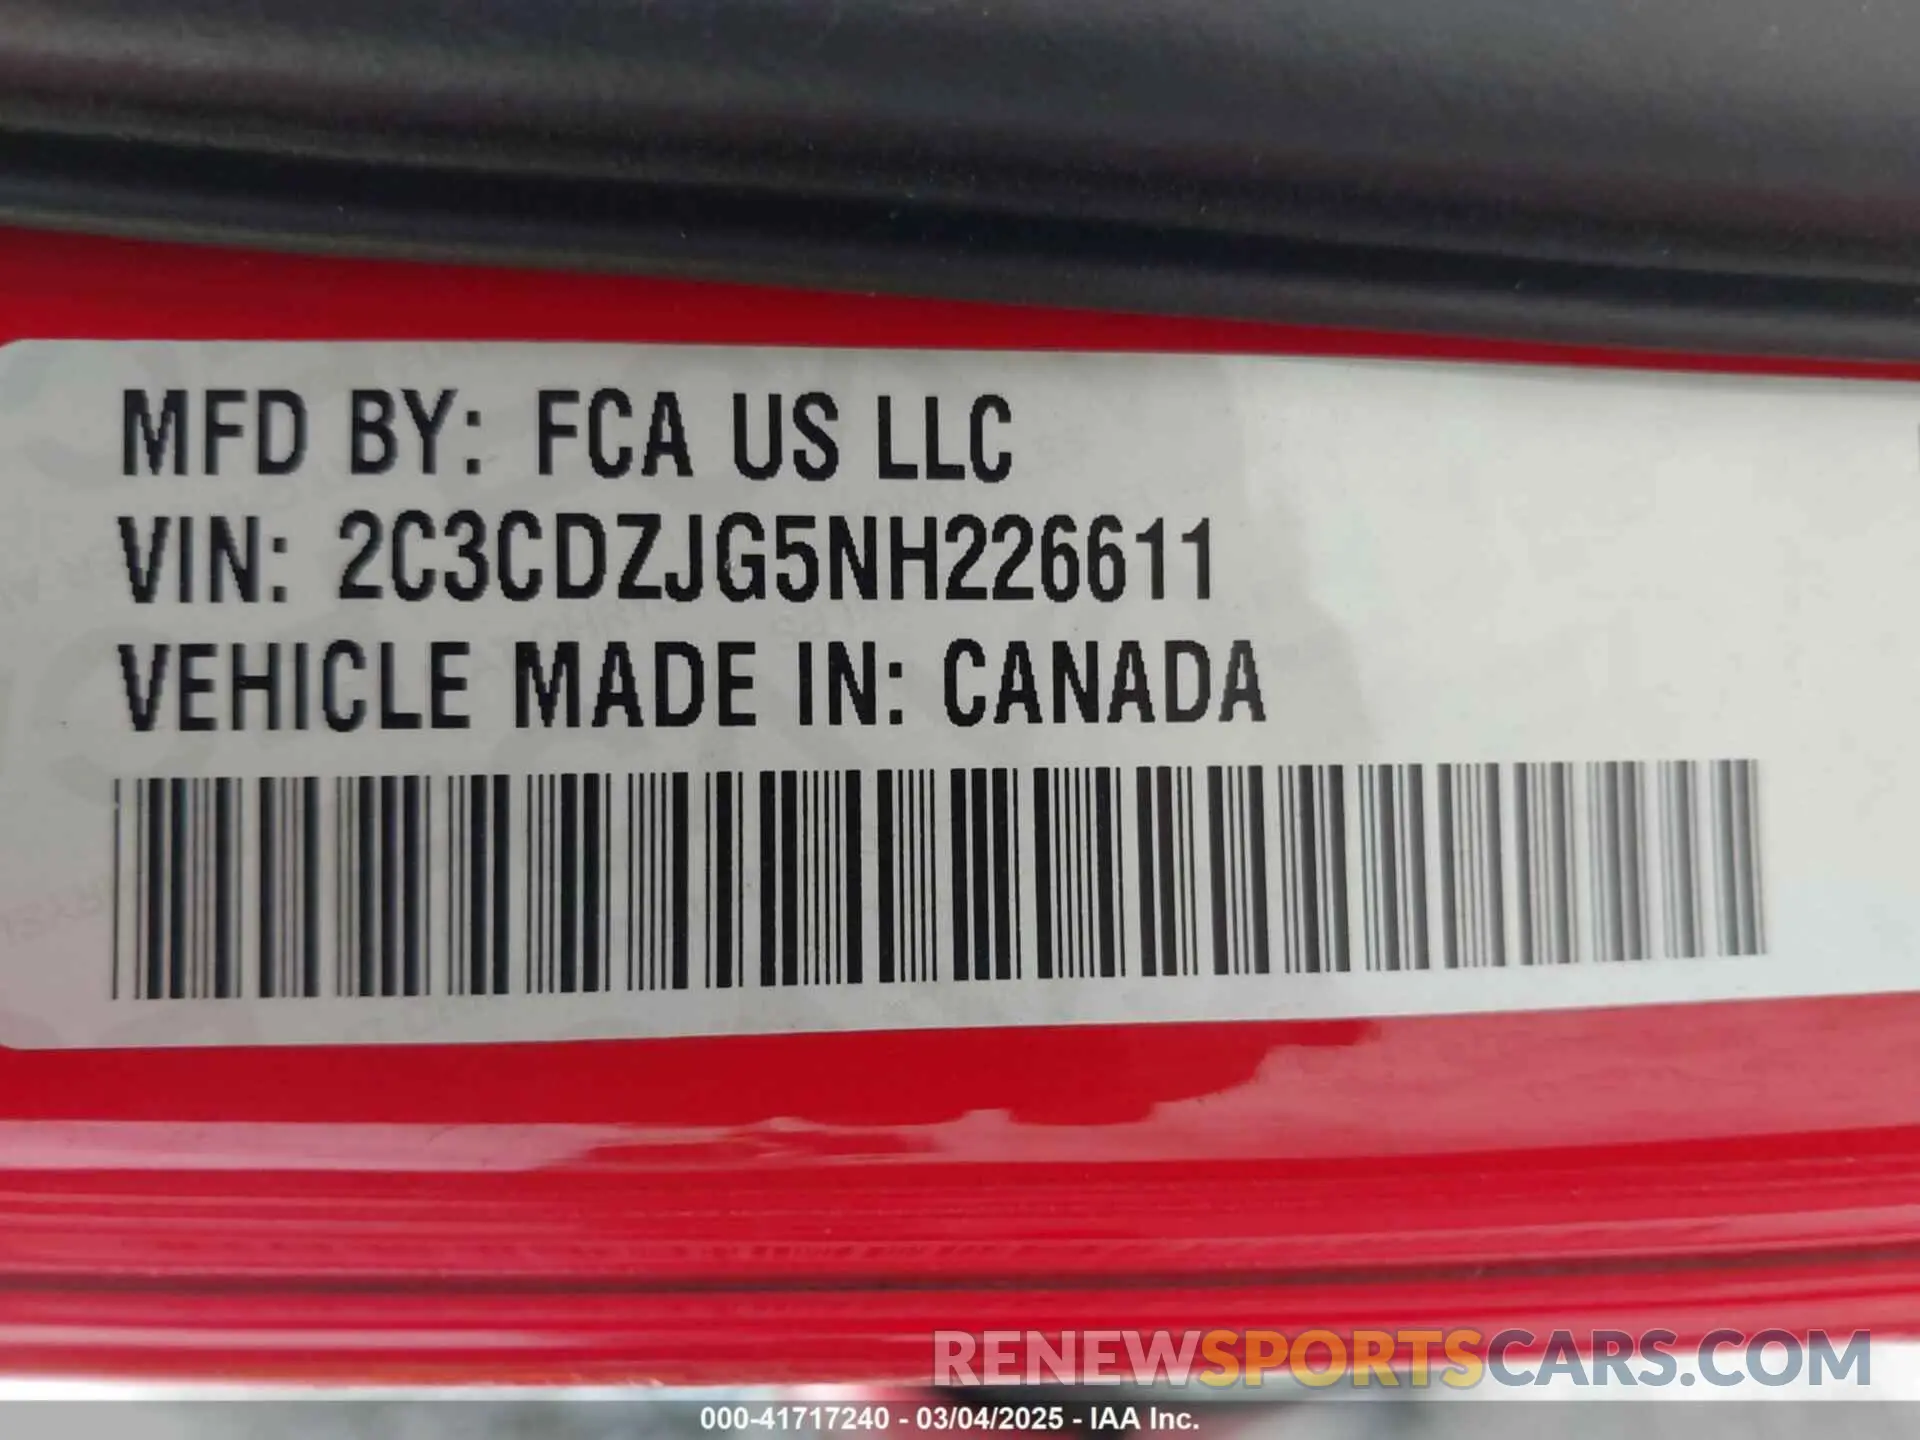 MFD BY: FCA US LLC
VIN: 2C3CDZJG5NH226611
VEHICLE MADE IN: CANADA
RENEWSPORTSCARS.COM
000-41717240 - 03/04/2025 - IAA Inc.